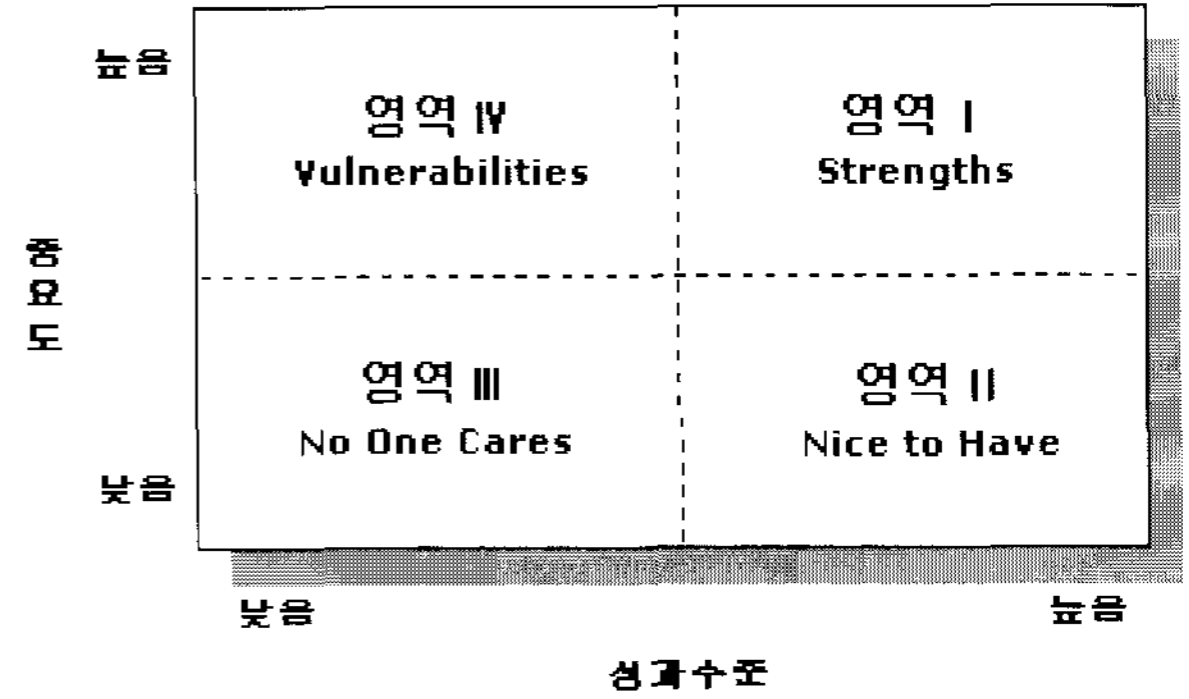 높음
영역 IV
Vulnerabilities
영역 I
Strengths
중요도
영역 III
No One Cares
영역 II
Nice to Have
낮음
낮음
높음
성과수준